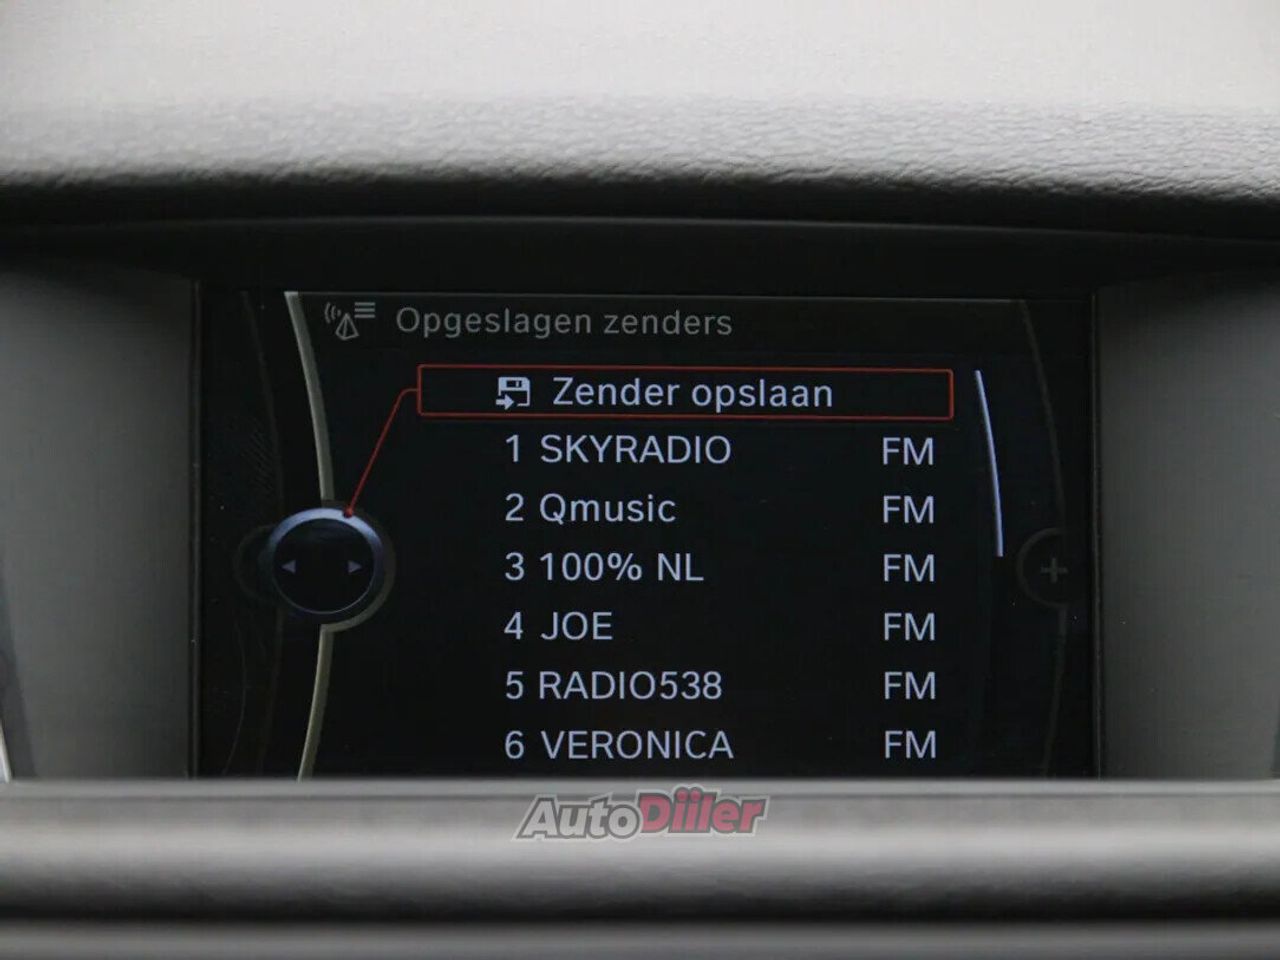 Opgeslagen zenders
Zender opslaan
1 SKYRADIO FM
2 Qmusic FM
3 100% NL FM
4 JOE FM
5 RADIO538 FM
6 VERONICA FM
AutoDiiler